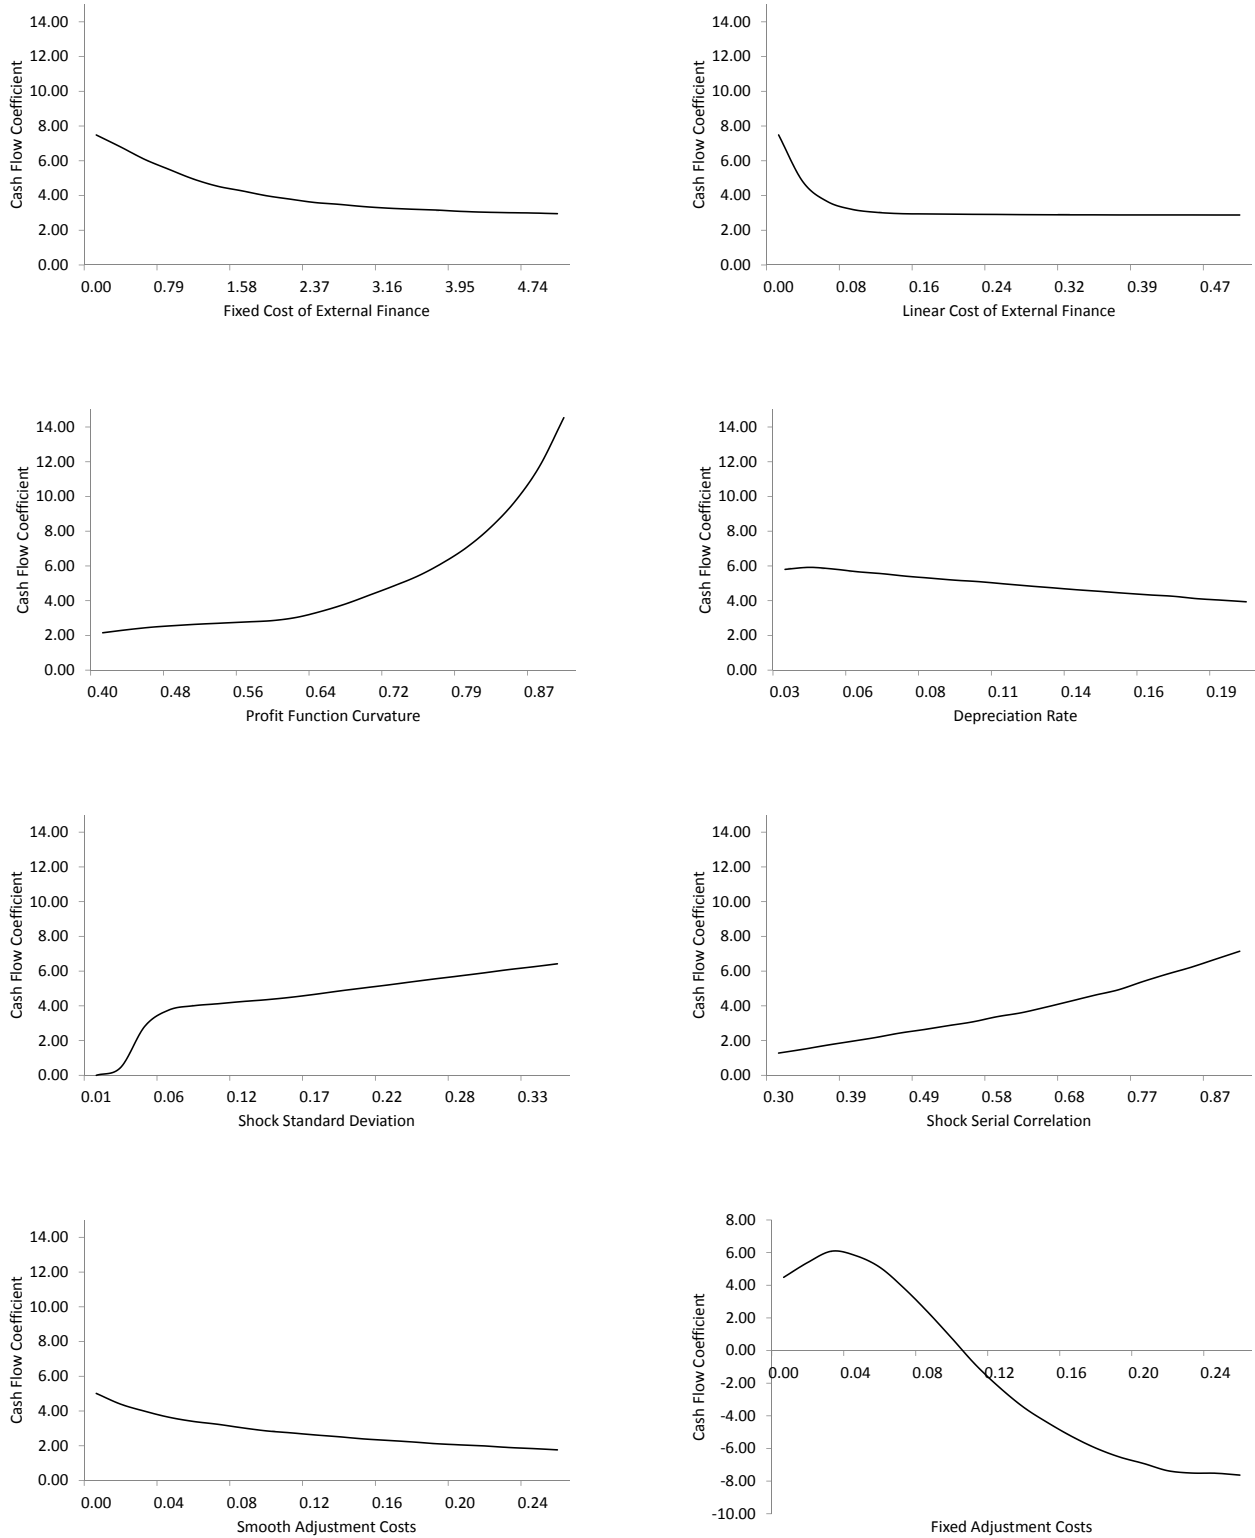 Cash Flow Coefficient
14.00
12.00
10.00
8.00
6.00
4.00
2.00
0.00
0.00 0.79 1.58 2.37 3.16 3.95 4.74
Fixed Cost of External Finance
Cash Flow Coefficient
14.00
12.00
10.00
8.00
6.00
4.00
2.00
0.00
0.00 0.08 0.16 0.24 0.32 0.39 0.47
Linear Cost of External Finance
Cash Flow Coefficient
14.00
12.00
10.00
8.00
6.00
4.00
2.00
0.00
0.40 0.48 0.56 0.64 0.72 0.79 0.87
Profit Function Curvature
Cash Flow Coefficient
14.00
12.00
10.00
8.00
6.00
4.00
2.00
0.00
0.03 0.06 0.08 0.11 0.14 0.16 0.19
Depreciation Rate
Cash Flow Coefficient
14.00
12.00
10.00
8.00
6.00
4.00
2.00
0.00
0.01 0.06 0.12 0.17 0.22 0.28 0.33
Shock Standard Deviation
Cash Flow Coefficient
14.00
12.00
10.00
8.00
6.00
4.00
2.00
0.00
0.30 0.39 0.49 0.58 0.68 0.77 0.87
Shock Serial Correlation
Cash Flow Coefficient
14.00
12.00
10.00
8.00
6.00
4.00
2.00
0.00
0.00 0.04 0.08 0.12 0.16 0.20 0.24
Smooth Adjustment Costs
Cash Flow Coefficient
8.00
6.00
4.00
2.00
0.00
-2.00
-4.00
-6.00
-8.00
-10.00
0.00 0.04 0.08 0.12 0.16 0.20 0.24
Fixed Adjustment Costs